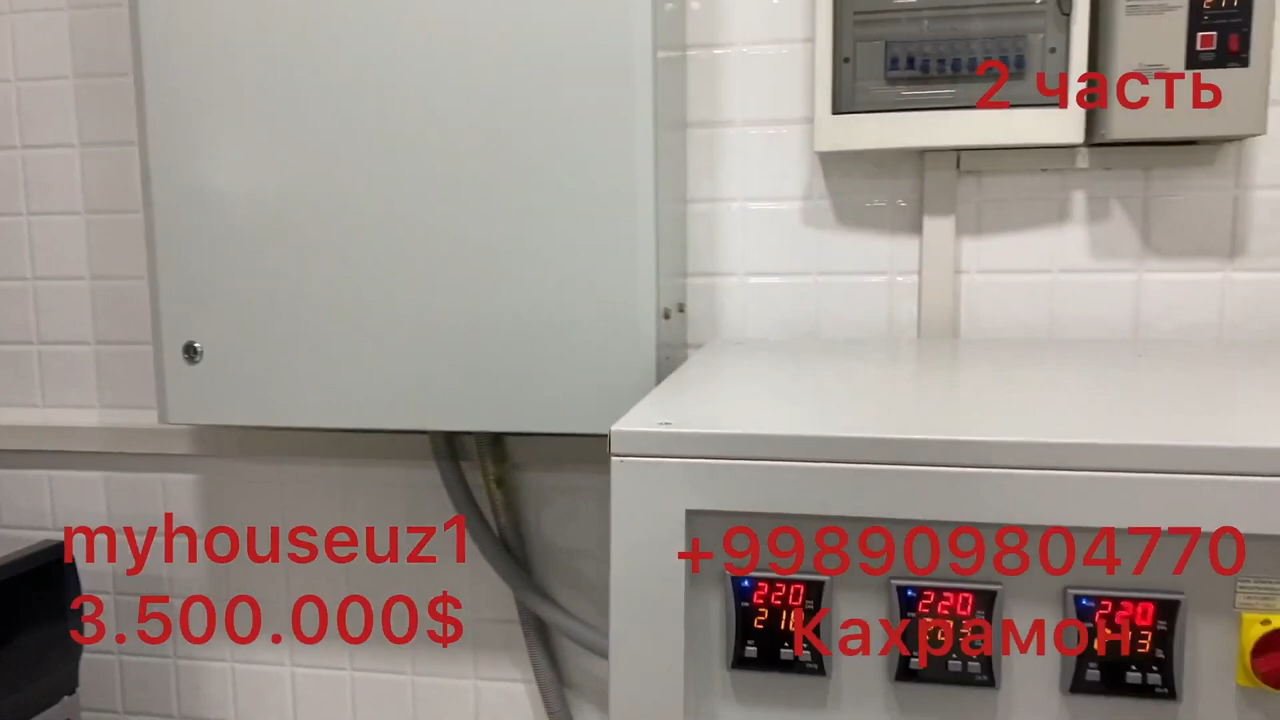 2 часть
myhouseuz1
3.500.000$
+998909804770
Кахрамон
220
220
220